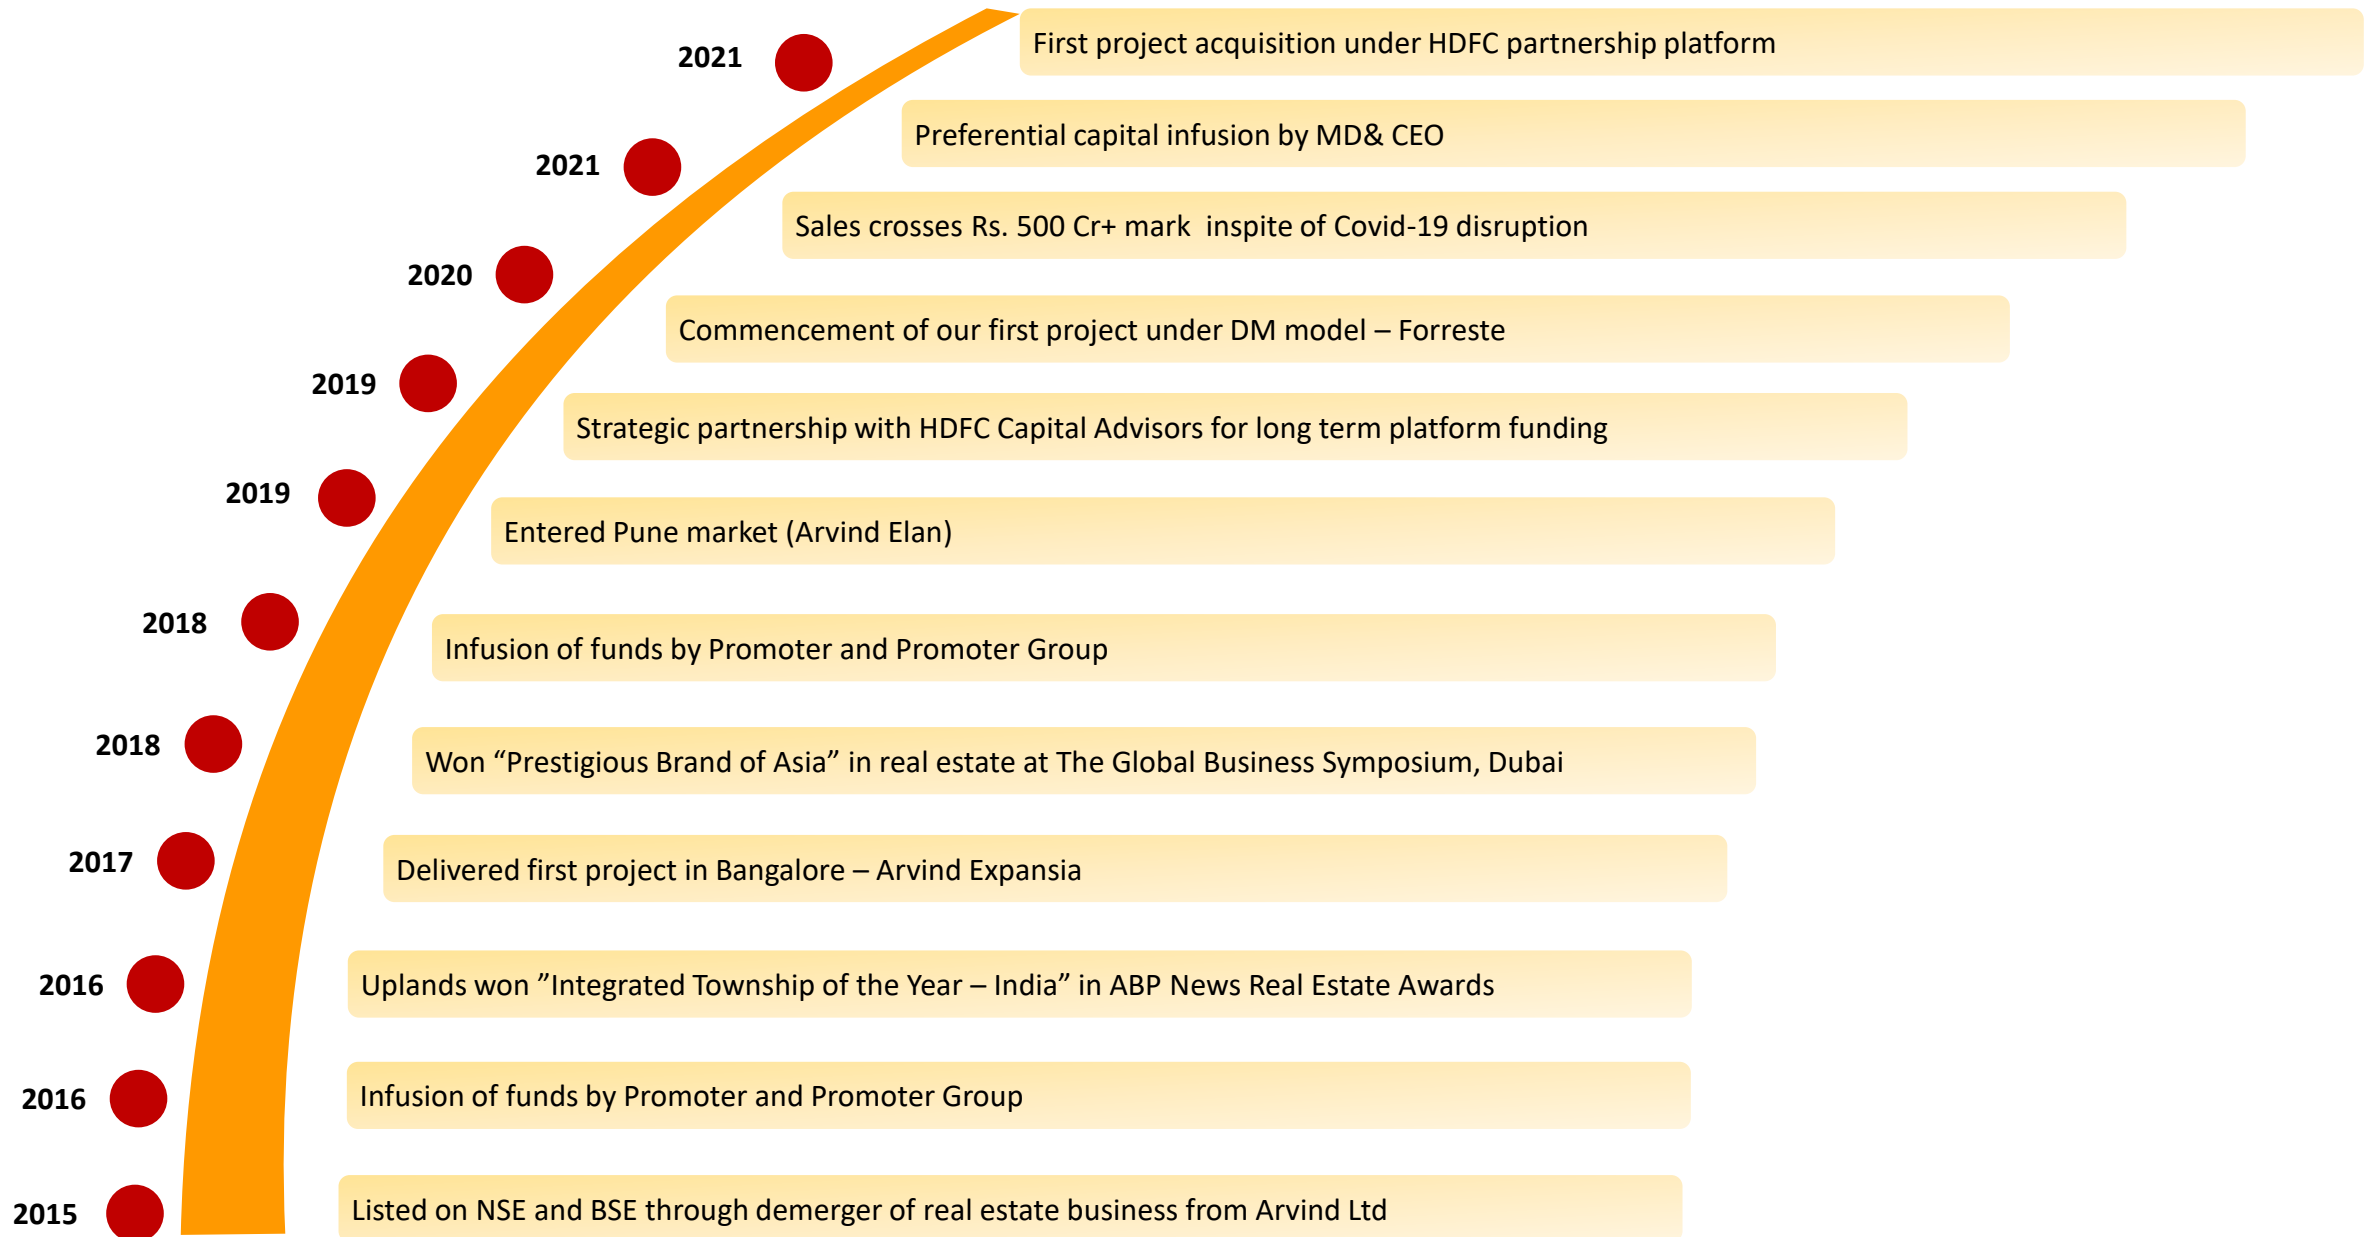 2021
First project acquisition under HDFC partnership platform
2021
Preferential capital infusion by MD& CEO
2020
Sales crosses Rs. 500 Cr+ mark  inspite of Covid-19 disruption
2019
Commencement of our first project under DM model – Forreste
2019
Strategic partnership with HDFC Capital Advisors for long term platform funding
2018
Entered Pune market (Arvind Elan)
2018
Infusion of funds by Promoter and Promoter Group
2017
Won “Prestigious Brand of Asia” in real estate at The Global Business Symposium, Dubai
2016
Delivered first project in Bangalore – Arvind Expansia
2016
Uplands won ”Integrated Township of the Year – India” in ABP News Real Estate Awards
Infusion of funds by Promoter and Promoter Group
2015
Listed on NSE and BSE through demerger of real estate business from Arvind Ltd